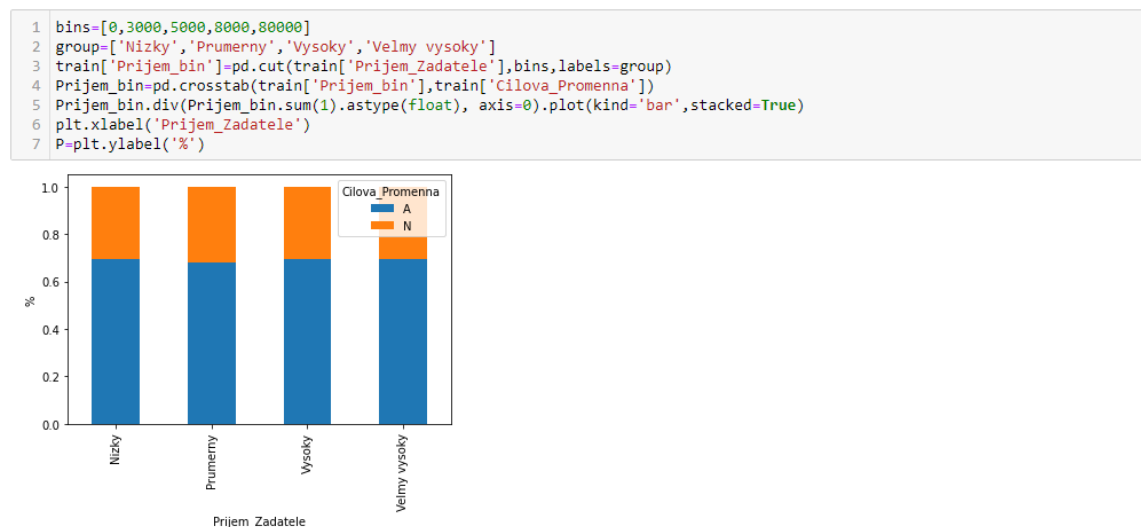 1 bins=[0,3000,5000,8000,80000]
2 group=['Nizky','Prumerny','Vysoky','Velmy vysoky']
3 train['Prijem_bin']=pd.cut(train['Prijem_Zadatele'],bins,labels=group)
4 Prijem_bin=pd.crosstab(train['Prijem_bin'],train['Cilova_Promenna'])
5 Prijem_bin.div(Prijem_bin.sum(1).astype(float), axis=0).plot(kind='bar',stacked=True)
6 plt.xlabel('Prijem_Zadatele')
7 P=plt.ylabel('%')
Cilova_Promenna
A
N
1.0
0.8
0.6
0.4
0.2
0.0
%
Nizky
Prumerny
Vysoky
Velmy vysoky
Prijem_Zadatele